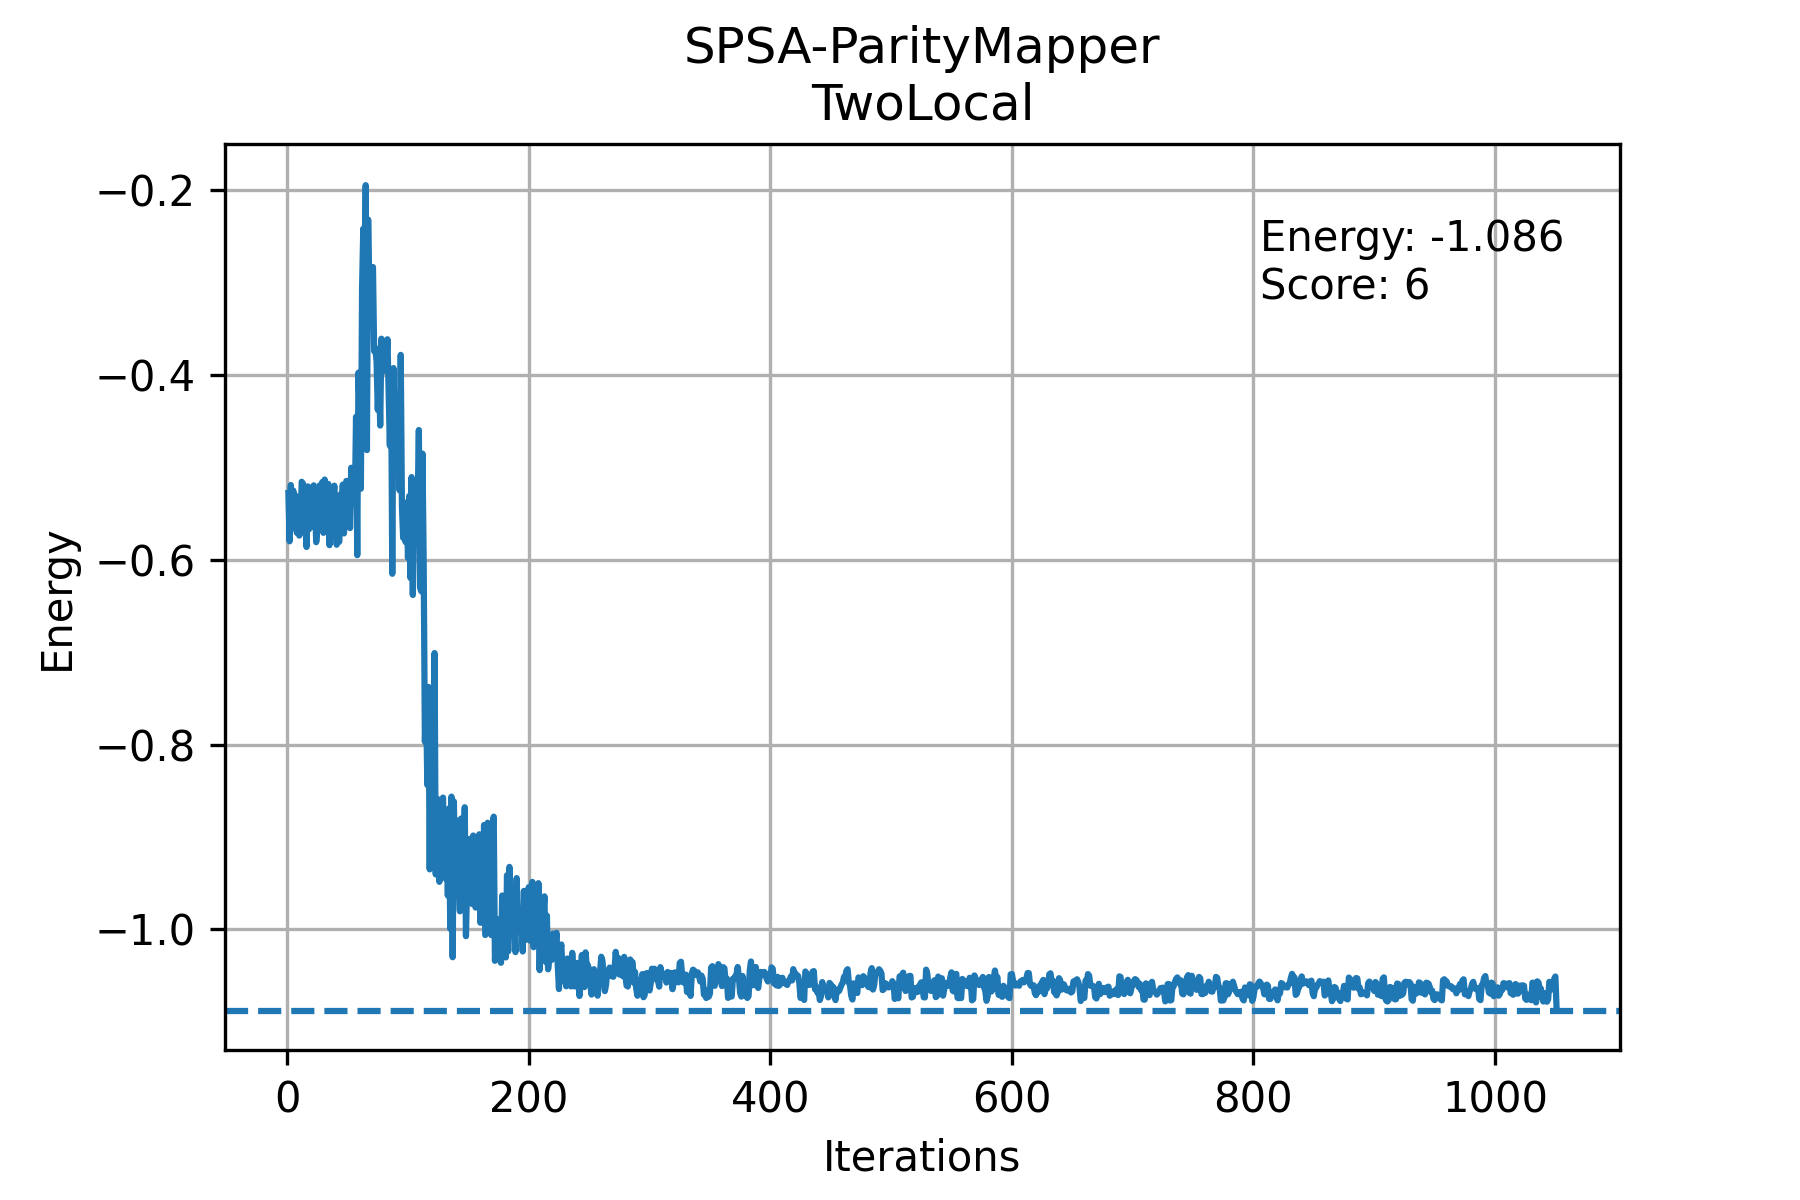 SPSA-ParityMapper
TwoLocal
Energy: -1.086
Score: 6
−0.2
−0.4
−0.6
−0.8
−1.0
Energy
0 200 400 600 800 1000
Iterations